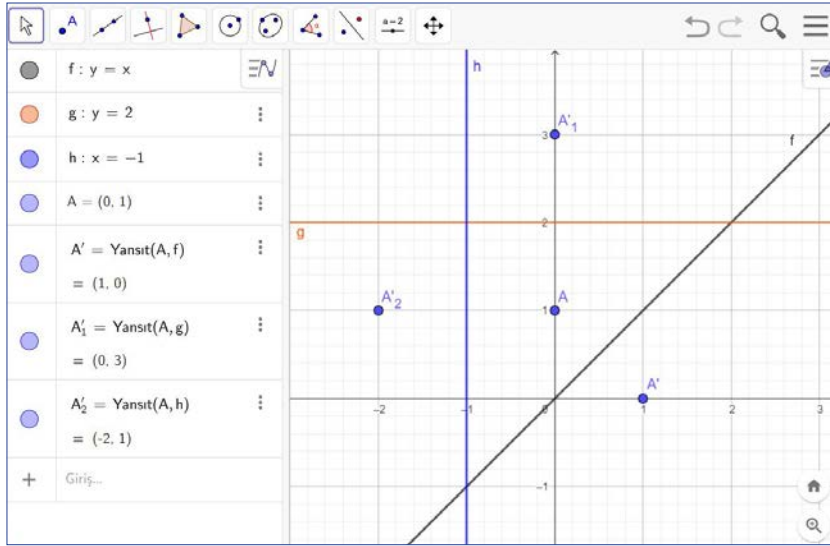 A
a=2
f : y = x
g : y = 2
h : x = −1
A = (0, 1)
A′ = Yansıt(A, f)
= (1, 0)
A′₁ = Yansıt(A, g)
= (0, 3)
A′₂ = Yansıt(A, h)
= (-2, 1)
+ Giriş...
h
A'₁
3
f
2
g
A'₂
1
A
A'
−2 −1 0 1 2 3
−1